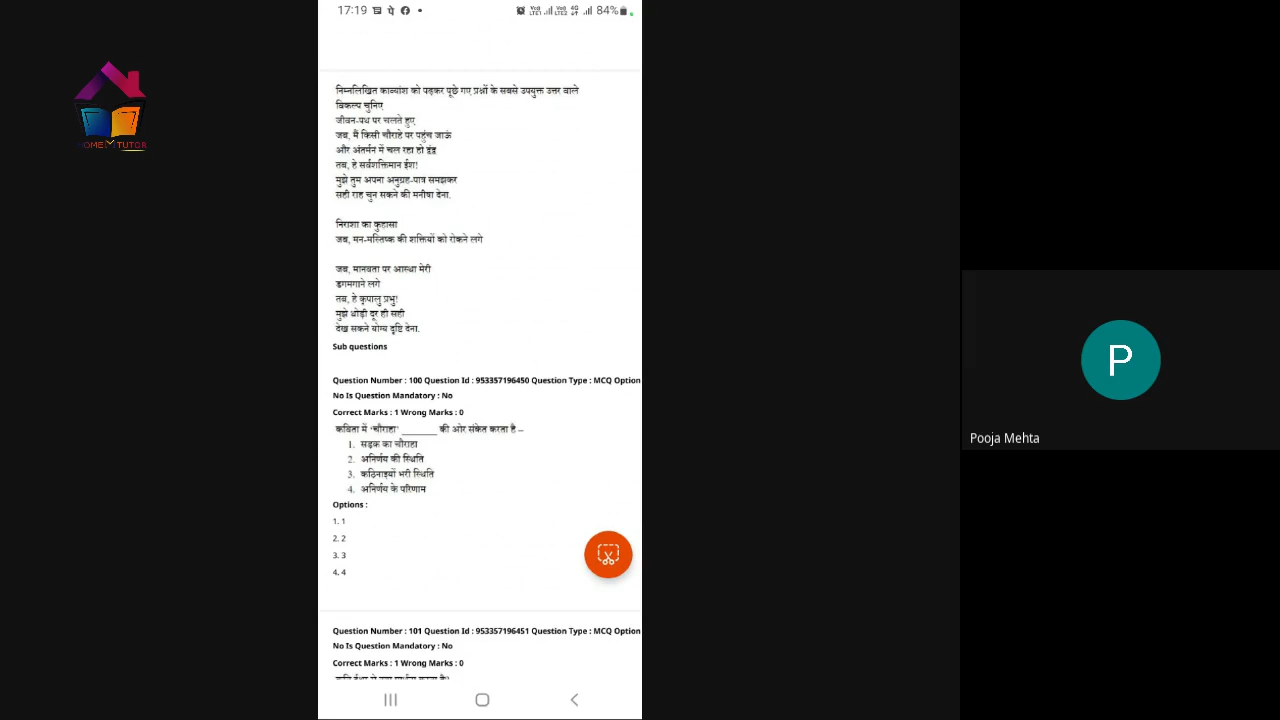 17:19
84%
HOME TUTOR
निम्नलिखित काव्यांश को पढ़कर पूछे गए प्रश्नों के सबसे उपयुक्त उत्तर वाले
विकल्प चुनिए
जीवन-पथ पर चलते हुए
जब, मैं किसी चौराहे पर पहुंच जाऊं
और अंतर्मन में चल रहा हो द्वंद्व
तब, हे सर्वशक्तिमान ईश!
मुझे तुम अपना अनुग्रह-पात्र समझकर
सही राह चुन सकने की मनीषा देना.
निराशा का कुहासा
जब, मन-मस्तिष्क की शक्तियों को रोकने लगे
जब, मानवता पर आस्था मेरी
डगमगाने लगे
तब, हे कृपालु प्रभु!
मुझे थोड़ी दूर ही सही
देख सकने योग्य दृष्टि देना.
Sub questions
Question Number : 100 Question Id : 953357196450 Question Type : MCQ Option
No Is Question Mandatory : No
Correct Marks : 1 Wrong Marks : 0
कविता में 'चौराहा' _______ की ओर संकेत करता है –
1. सड़क का चौराहा
2. अनिर्णय की स्थिति
3. कठिनाइयों भरी स्थिति
4. अनिर्णय के परिणाम
Options :
1. 1
2. 2
3. 3
4. 4
Question Number : 101 Question Id : 953357196451 Question Type : MCQ Option
No Is Question Mandatory : No
Correct Marks : 1 Wrong Marks : 0
P
Pooja Mehta